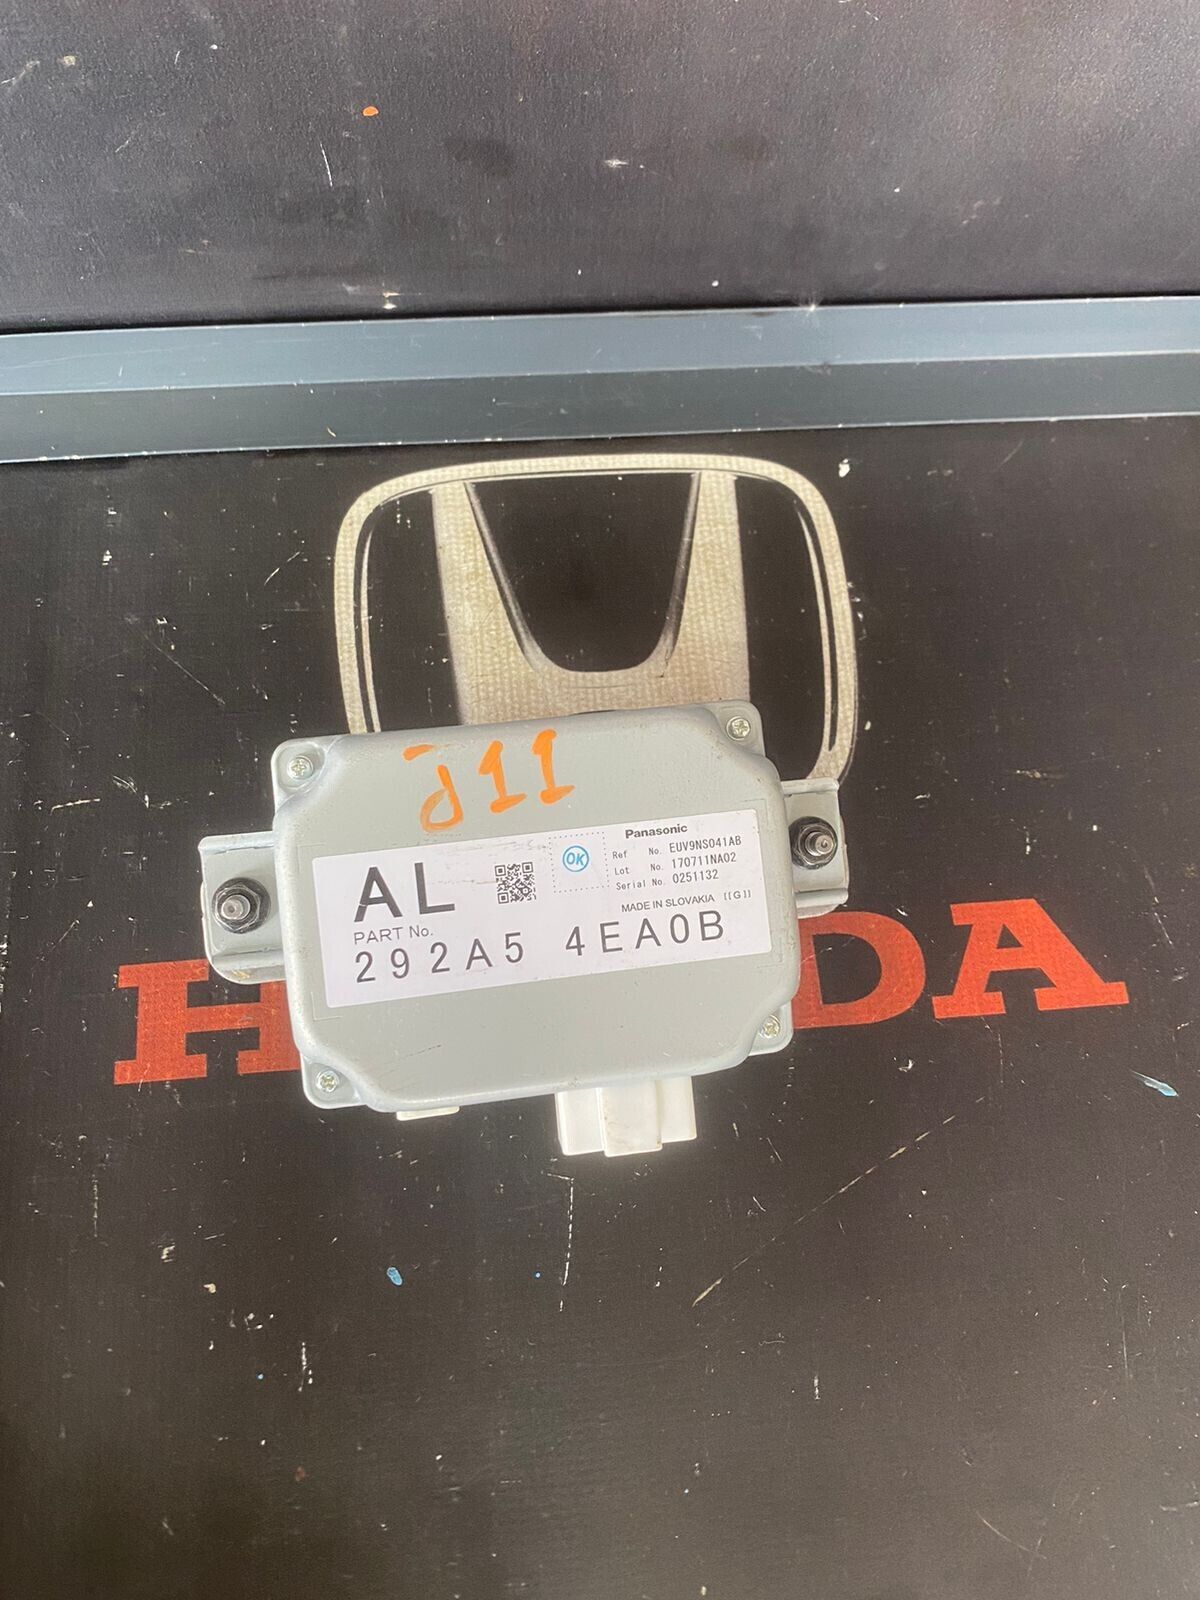 J11
Panasonic
OK
Ref No. EUV9NS041AB
Lot No. 170711NA02
Serial No. 0251132
AL
MADE IN SLOVAKIA [[G]]
PART No.
292A5 4EA0B
H DA